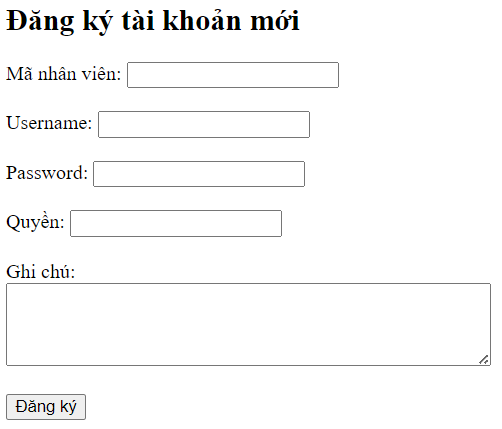 Đăng ký tài khoản mới
Mã nhân viên:
Username:
Password:
Quyền:
Ghi chú:
Đăng ký